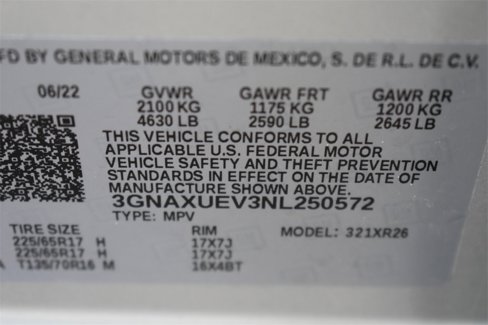 FD BY GENERAL MOTORS DE MEXICO, S. DE R.L. DE C.V.
06/22 GVWR GAWR FRT GAWR RR
2100 KG 1175 KG 1200 KG
4630 LB 2590 LB 2645 LB
THIS VEHICLE CONFORMS TO ALL
APPLICABLE U.S. FEDERAL MOTOR
VEHICLE SAFETY AND THEFT PREVENTION
STANDARDS IN EFFECT ON THE DATE OF
MANUFACTURE SHOWN ABOVE.
3GNAXUEV3NL250572
TYPE: MPV
TIRE SIZE RIM MODEL: 321XR26
225/65R17 H 17X7J
225/65R17 H 17X7J
A T135/70R16 M 16X4BT